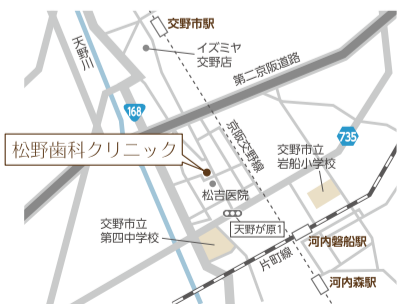 交野市駅
天野川
イズミヤ
交野店
第二京阪道路
168
京阪交野線
735
松野歯科クリニック
交野市立
岩船小学校
松吉医院
天野が原1
交野市立
第四中学校
片町線
河内磐船駅
河内森駅